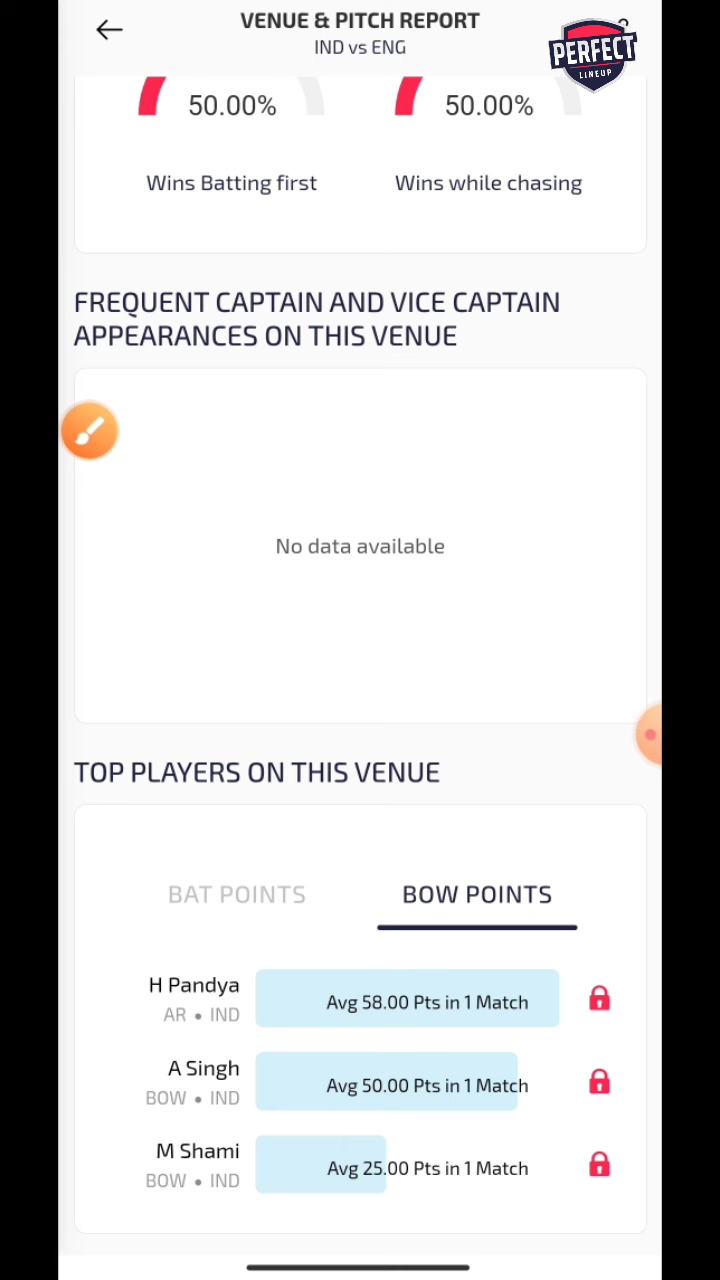 VENUE & PITCH REPORT
IND vs ENG
PERFECT
LINEUP
50.00%
50.00%
Wins Batting first
Wins while chasing
FREQUENT CAPTAIN AND VICE CAPTAIN
APPEARANCES ON THIS VENUE
No data available
TOP PLAYERS ON THIS VENUE
BAT POINTS
BOW POINTS
H Pandya
Avg 58.00 Pts in 1 Match
AR • IND
A Singh
Avg 50.00 Pts in 1 Match
BOW • IND
M Shami
Avg 25.00 Pts in 1 Match
BOW • IND